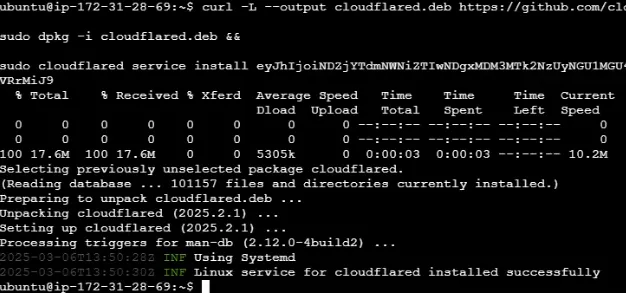 ubuntu@ip-172-31-28-69:~$ curl -L --output cloudflared.deb https://github.com/clo
sudo dpkg -i cloudflared.deb &&
sudo cloudflared service install eyJhIjoiNDZjYTdmNWNiZTIwNDgxMDM3MTk2NzUyNGU1MGU4
VRrMiJ9
% Total % Received % Xferd Average Speed Time Time Time Current
Dload Upload Total Spent Left Speed
0 0 0 0 0 0 0 0 --:--:-- --:--:-- --:--:-- 0
0 0 0 0 0 0 0 0 --:--:-- --:--:-- --:--:-- 0
100 17.6M 100 17.6M 0 0 5305k 0 0:00:03 0:00:03 --:--:-- 10.2M
Selecting previously unselected package cloudflared.
(Reading database ... 101157 files and directories currently installed.)
Preparing to unpack cloudflared.deb ...
Unpacking cloudflared (2025.2.1) ...
Setting up cloudflared (2025.2.1) ...
Processing triggers for man-db (2.12.0-4build2) ...
2025-03-06T13:50:28Z INF Using Systemd
2025-03-06T13:50:30Z INF Linux service for cloudflared installed successfully
ubuntu@ip-172-31-28-69:~$